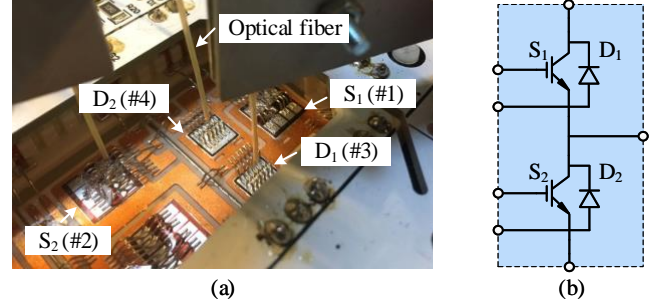 Optical fiber
D2 (#4)
S1 (#1)
D1 (#3)
S2 (#2)
(a)
S1
D1
S2
D2
(b)